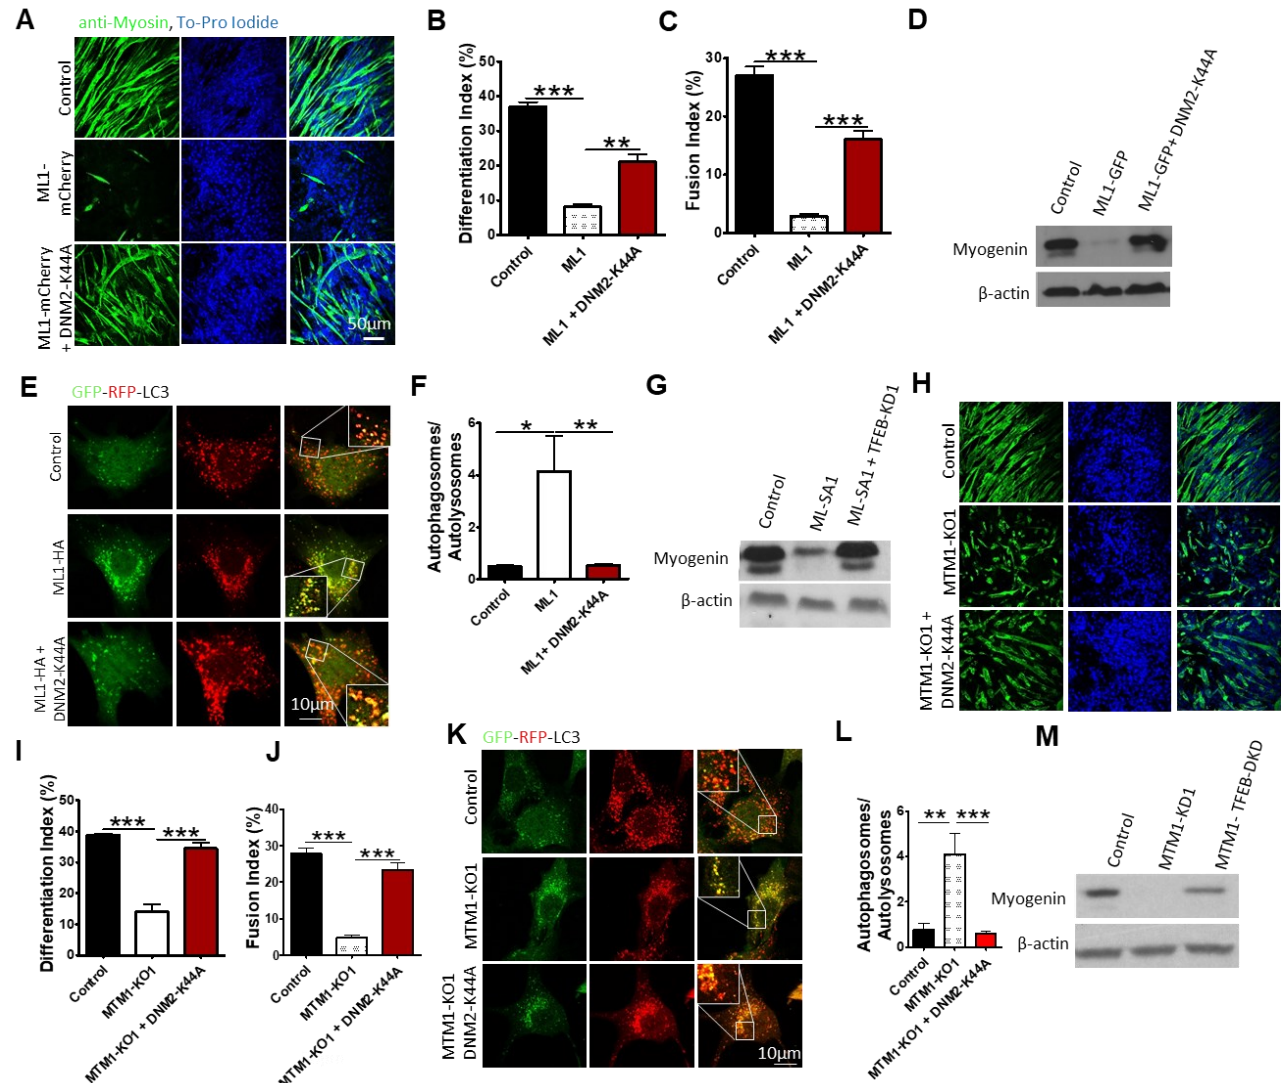 A
anti-Myosin, To-Pro Iodide
Control
ML1-
mCherry
ML1-mCherry
+ DNM2-K44A
50µm
B
Differentiation Index (%)
50
40
30
20
10
0
***
**
Control
ML1
ML1 + DNM2-K44A
C
Fusion Index (%)
30
20
10
0
***
***
Control
ML1
ML1 + DNM2-K44A
D
Control
ML1-GFP
ML1-GFP+ DNM2-K44A
Myogenin
β-actin
E
GFP-RFP-LC3
Control
ML1-HA
ML1-HA +
DNM2-K44A
10µm
F
Autophagosomes/
Autolysosomes
6
4
2
0
*
**
Control
ML1
ML1+ DNM2-K44A
G
Control
ML-SA1
ML-SA1 + TFEB-KD1
Myogenin
β-actin
H
Control
MTM1-KO1
MTM1-KO1 +
DNM2-K44A
I
Differentiation Index (%)
50
40
30
20
10
0
***
***
Control
MTM1-KO1
MTM1-KO1 + DNM2-K44A
J
Fusion Index (%)
40
30
20
10
0
***
***
Control
MTM1-KO1
MTM1-KO1 + DNM2-K44A
K
GFP-RFP-LC3
Control
MTM1-KO1
MTM1-KO1
DNM2-K44A
10µm
L
Autophagosomes/
Autolysosomes
6
4
2
0
**
***
Control
MTM1-KO1
MTM1-KO1 + DNM2-K44A
M
Control
MTM1-KD1
MTM1- TFEB-DKD
Myogenin
β-actin